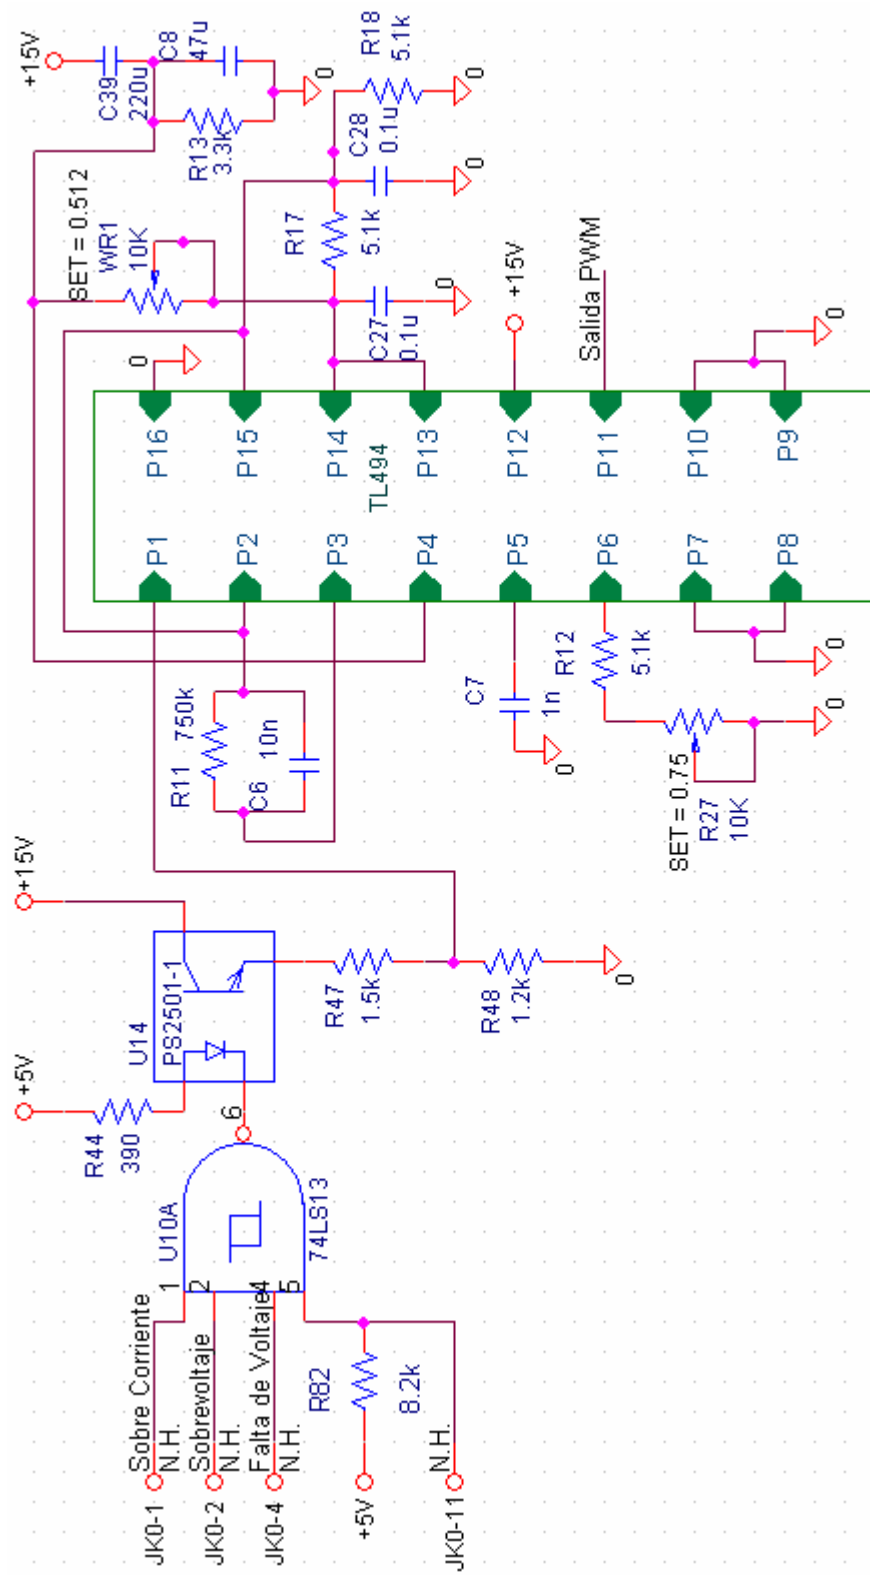 JK0-1
Sobre Corriente
N.H.
JK0-2
Sobrevoltaje
N.H.
JK0-4
Falta de Voltaje
N.H.
+5V
R82
8.2k
JK0-11
N.H.
1
2
4
5
U10A
74LS13
6
+5V
R44
390
U14
PS2501-1
+15V
R47
1.5k
R48
1.2k
0
R11
750k
C6
10n
C7
1n
0
R12
5.1k
SET = 0.75
R27
10K
0
0
P1
P2
P3
P4
P5
P6
P7
P8
TL494
P16
P15
P14
P13
P12
P11
P10
P9
0
+15V
Salida PWM
0
SET = 0.512
WR1
10K
C27
0.1u
0
R17
5.1k
C28
0.1u
0
R18
5.1k
0
R13
3.3k
0
C39
220u
C8
47u
+15V